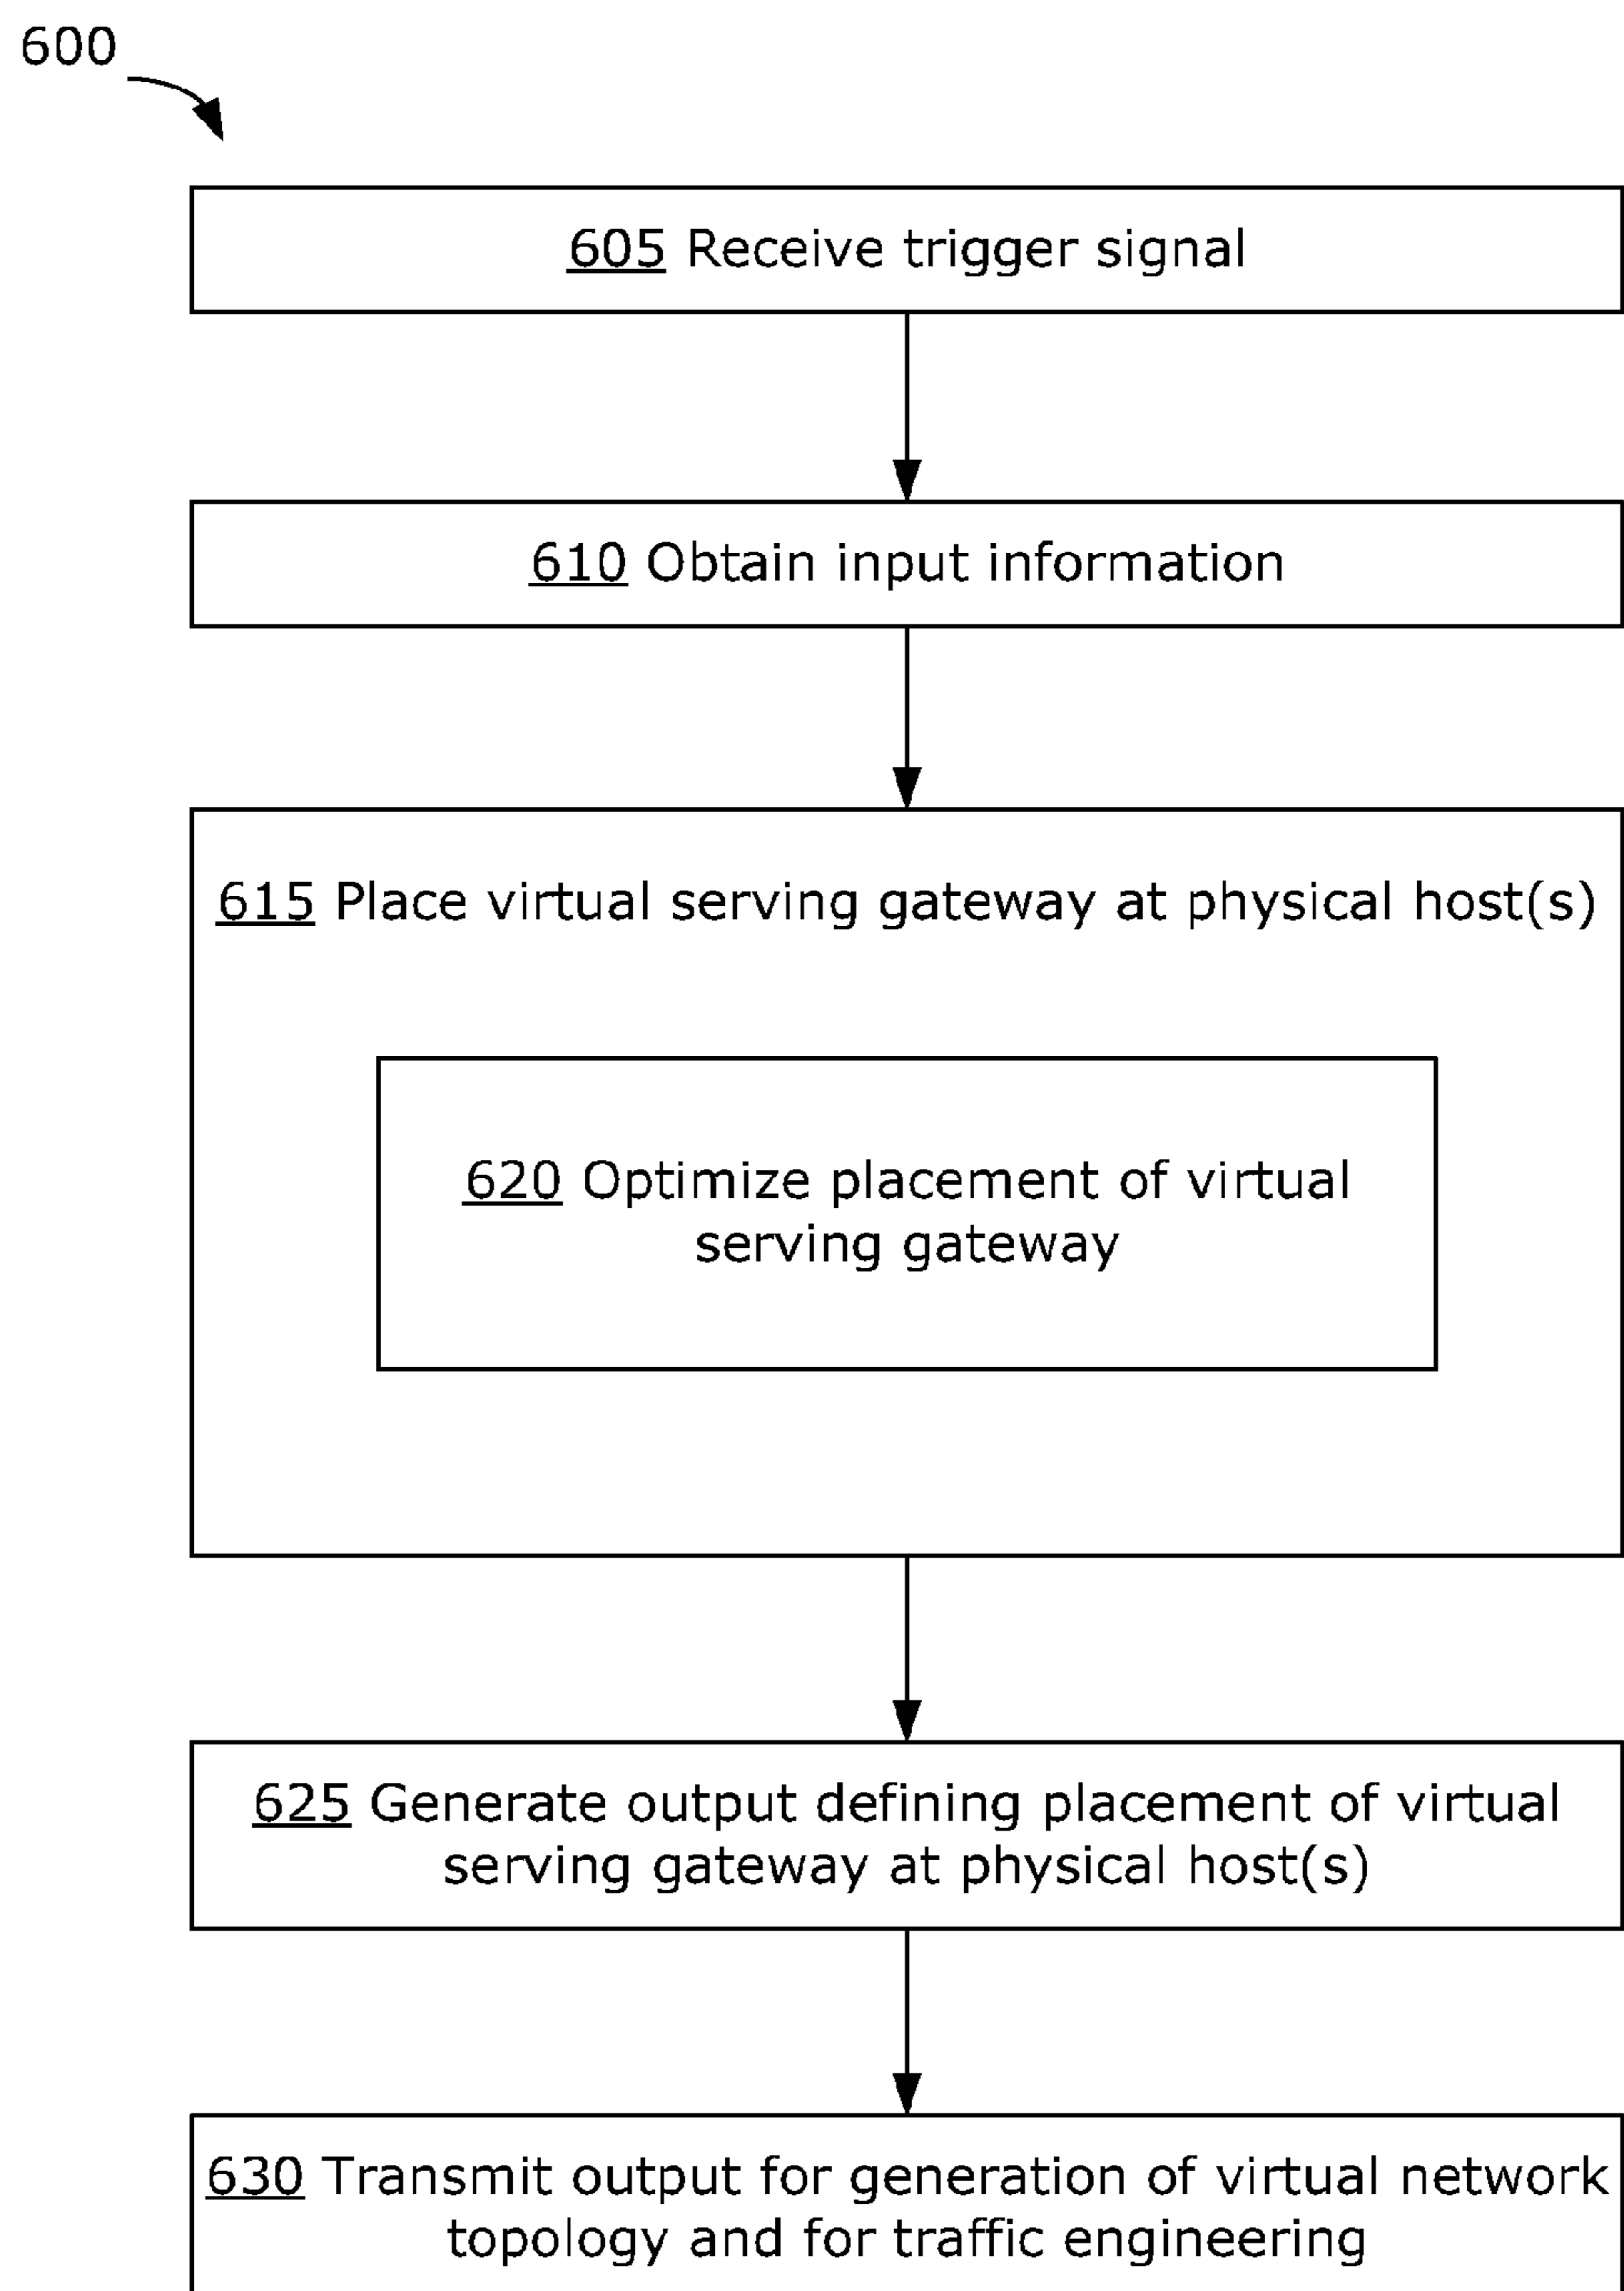 600
605 Receive trigger signal
610 Obtain input information
615 Place virtual serving gateway at physical host(s)
620 Optimize placement of virtual
serving gateway
625 Generate output defining placement of virtual
serving gateway at physical host(s)
630 Transmit output for generation of virtual network
topology and for traffic engineering